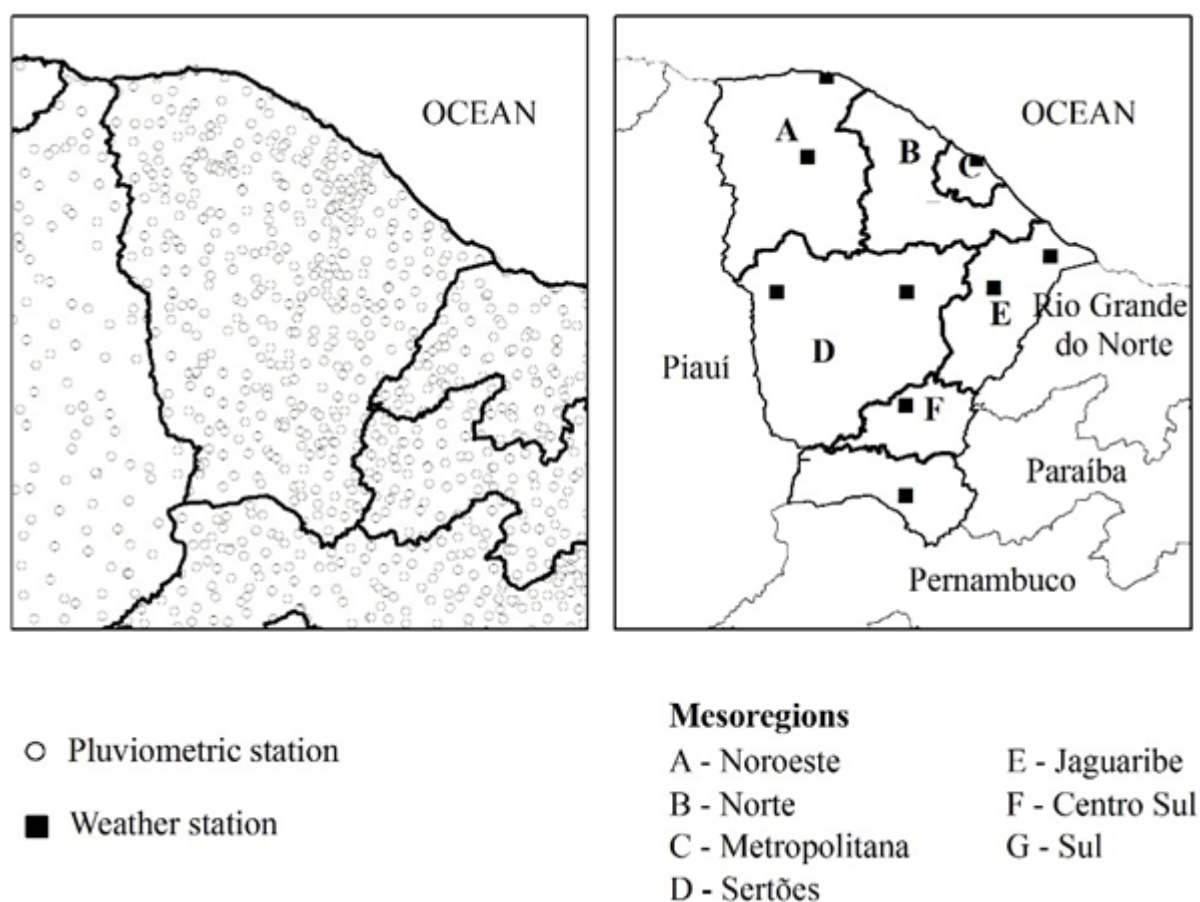 OCEAN
OCEAN
A
B
C
E
Rio Grande
do Norte
D
Piauí
F
Paraíba
Pernambuco
Pluviometric station
Weather station
Mesoregions
A - Noroeste
B - Norte
C - Metropolitana
D - Sertões
E - Jaguaribe
F - Centro Sul
G - Sul